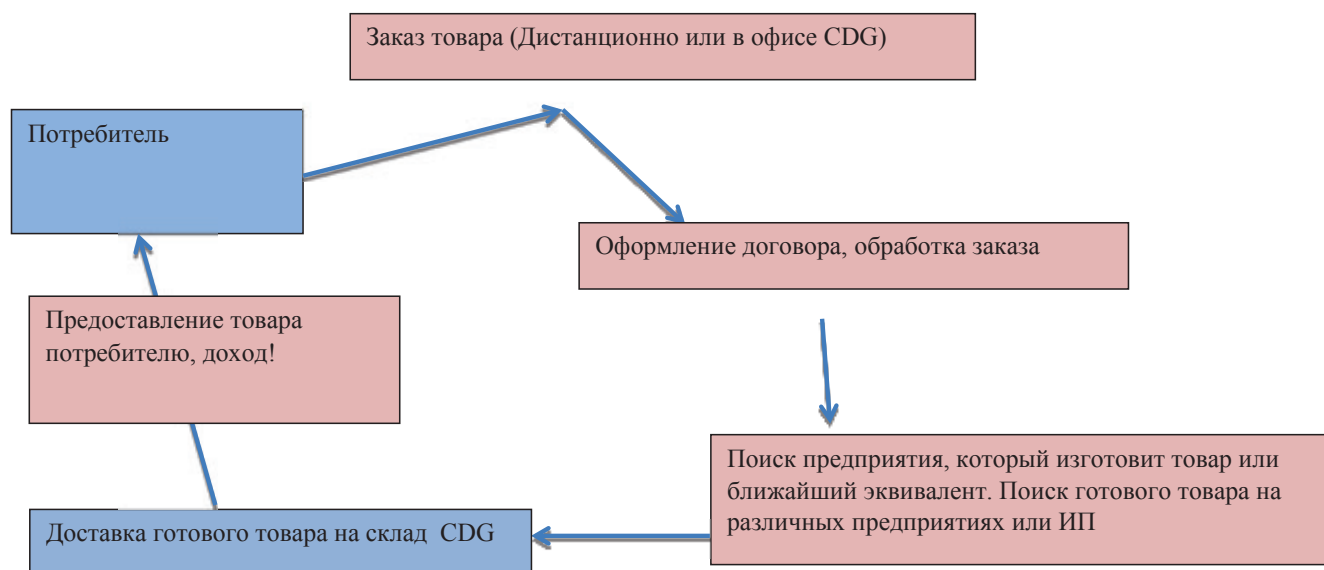 Заказ товара (Дистанционно или в офисе CDG)
Потребитель
Оформление договора, обработка заказа
Предоставление товара
потребителю, доход!
Поиск предприятия, который изготовит товар или
ближайший эквивалент. Поиск готового товара на
различных предприятиях или ИП
Доставка готового товара на склад CDG